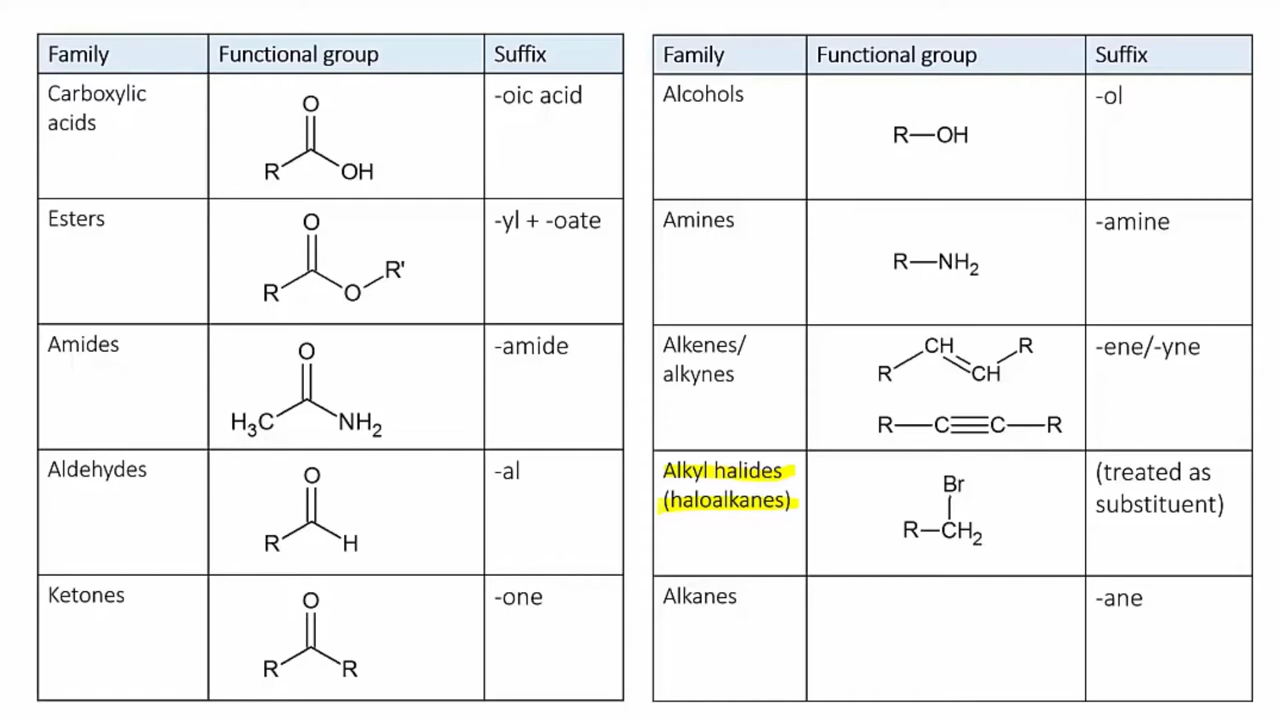 Family Functional group Suffix
Carboxylic
acids
O
R OH
-oic acid
Esters
O
R O R'
-yl + -oate
Amides
O
H₃C NH₂
-amide
Aldehydes
O
R H
-al
Ketones
O
R R
-one
Family Functional group Suffix
Alcohols
R—OH
-ol
Amines
R—NH₂
-amine
Alkenes/
alkynes
CH R
R CH
R—C≡C—R
-ene/-yne
Alkyl halides
(haloalkanes)
Br
R—CH₂
(treated as
substituent)
Alkanes
-ane